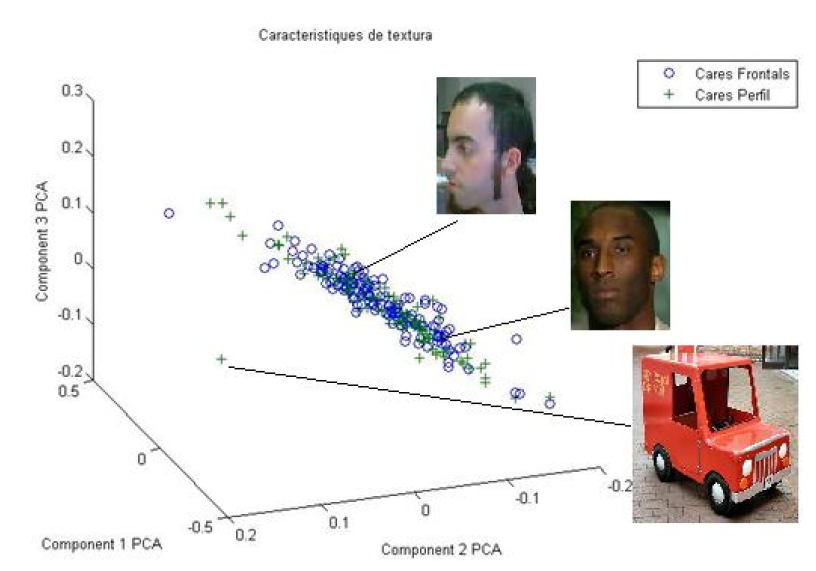 Caracteristiques de textura
Cares Frontals
Cares Perfil
0.3
0.2
0.1
0
-0.1
-0.2
Component 3 PCA
0.5
0
-0.5
Component 1 PCA
0.2
0.1
0
-0.1
-0.2
Component 2 PCA